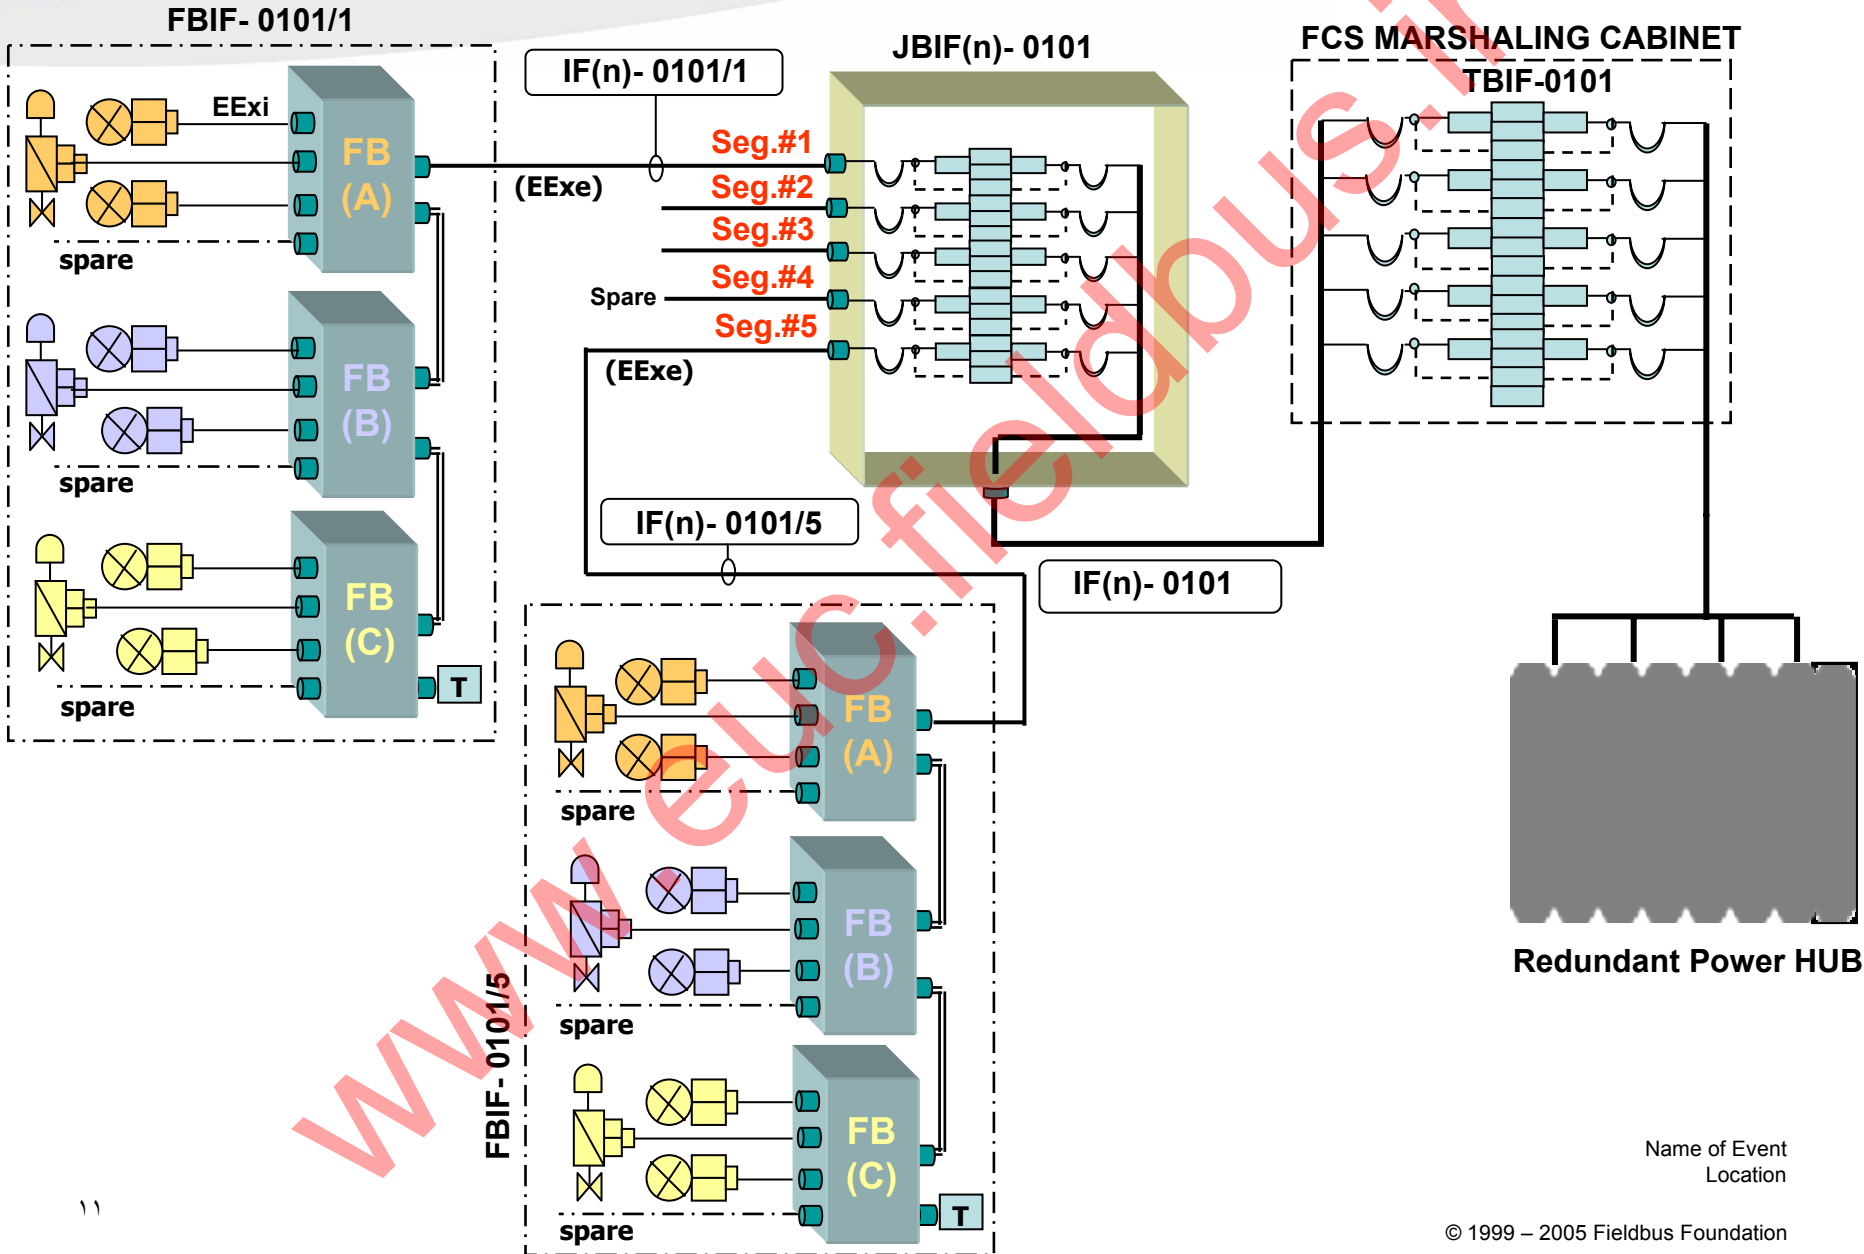 FBIF- 0101/1
EExi
FB
(A)
spare
FB
(B)
spare
FB
(C)
spare
T
IF(n)- 0101/1
(EExe)
JBIF(n)- 0101
Seg.#1
Seg.#2
Seg.#3
Seg.#4
Spare
Seg.#5
(EExe)
IF(n)- 0101/5
IF(n)- 0101
FCS MARSHALING CABINET
TBIF-0101
Redundant Power HUB
FBIF- 0101/5
FB
(A)
spare
FB
(B)
spare
FB
(C)
spare
T
www.euc.fieldbus.ir
Name of Event
Location
© 1999 – 2005 Fieldbus Foundation
۱۱